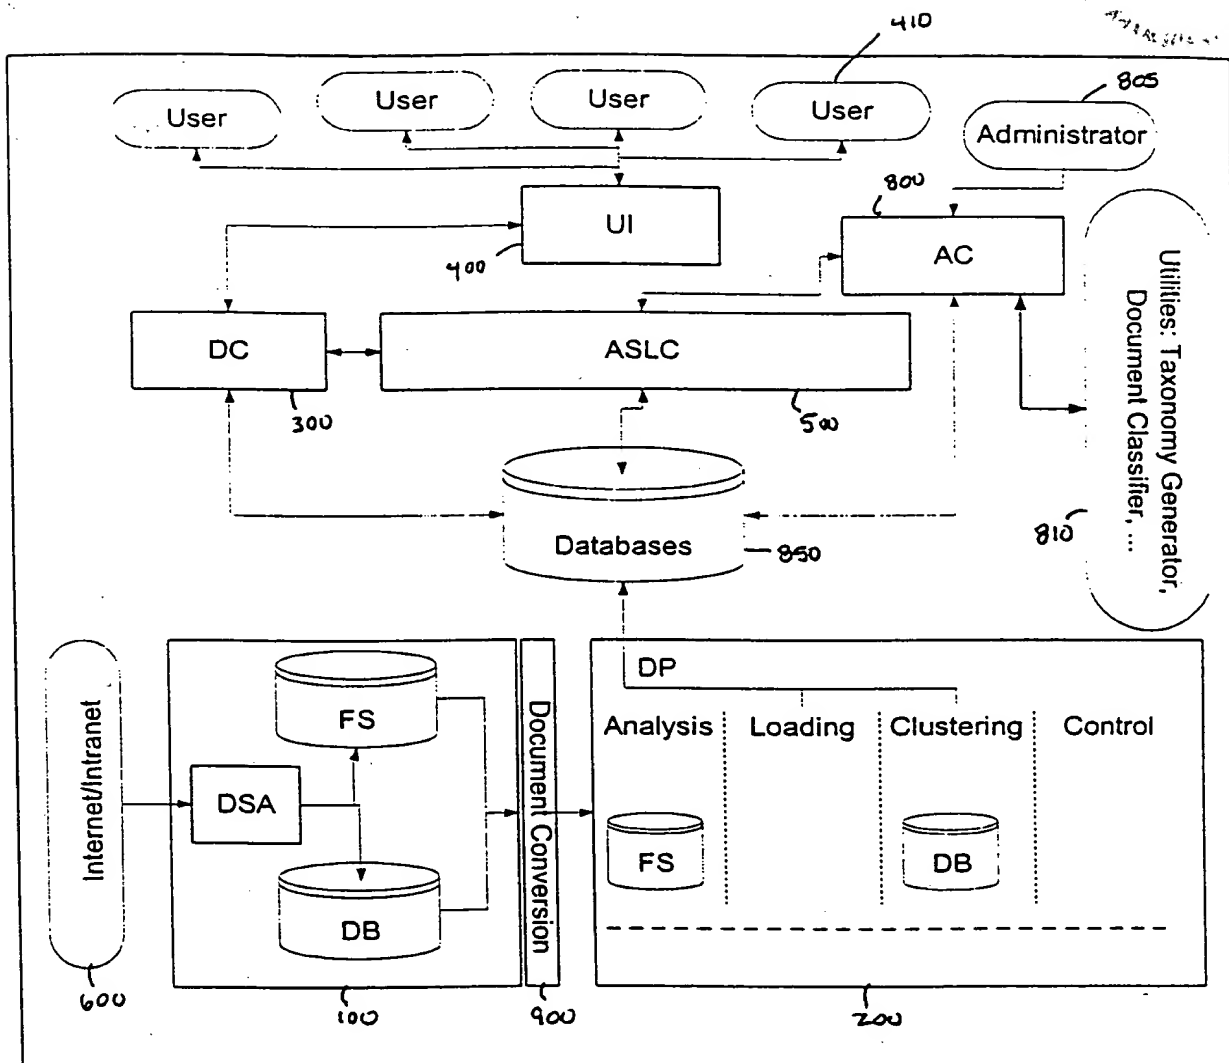 410
805
User
User
User
User
Administrator
800
UI
AC
400
DC
ASLC
300
500
Utilities: Taxonomy Generator,
Document Classifier, ...
810
Databases
850
Internet/Intranet
600
FS
DSA
DB
100
Document Conversion
900
DP
Analysis
Loading
Clustering
Control
FS
DB
200